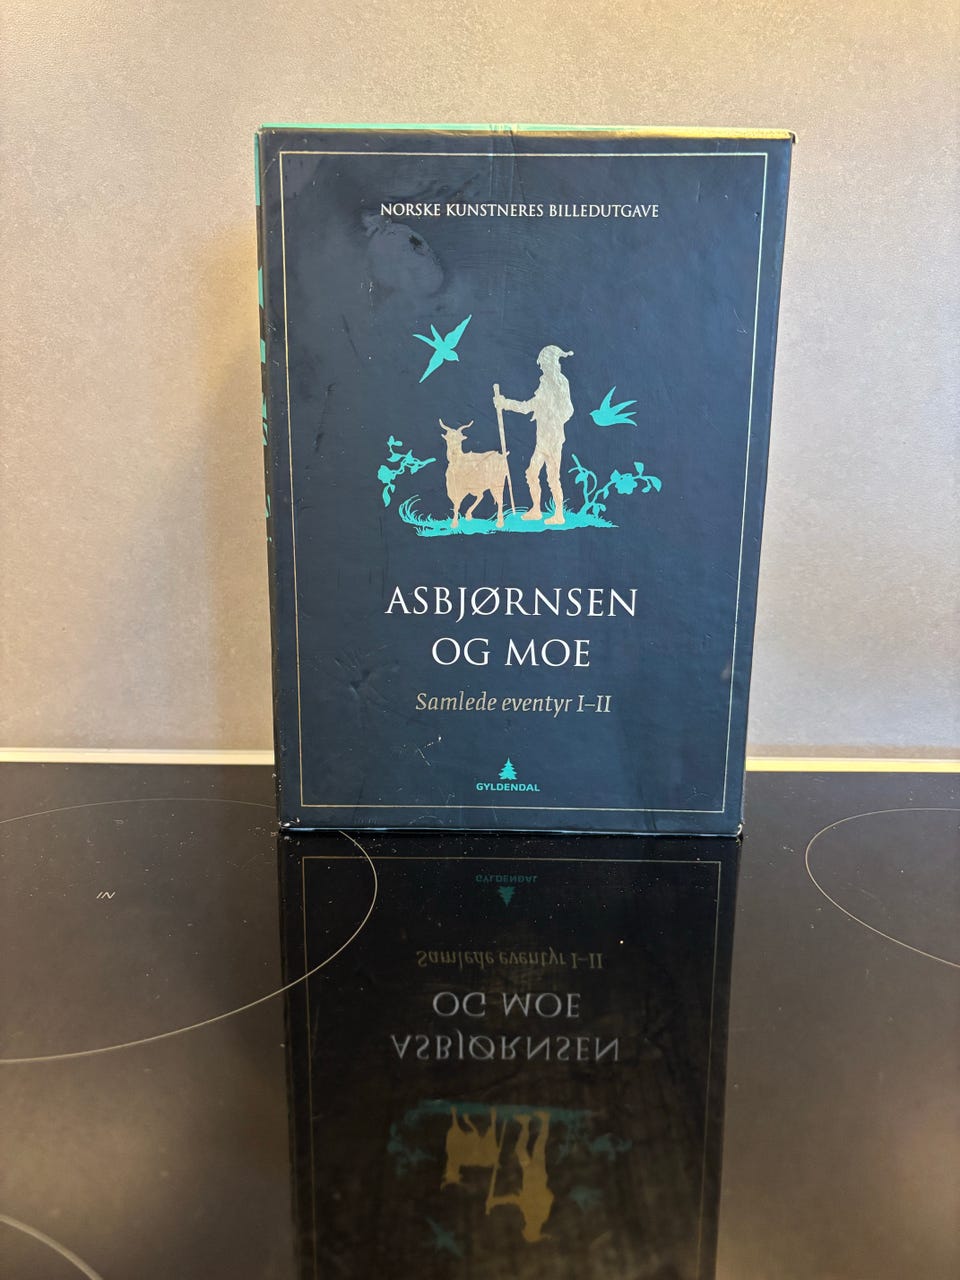 NORSKE KUNSTNERES BILLEDUTGAVE
ASBJØRNSEN
OG MOE
Samlede eventyr I–II
GYLDENDAL